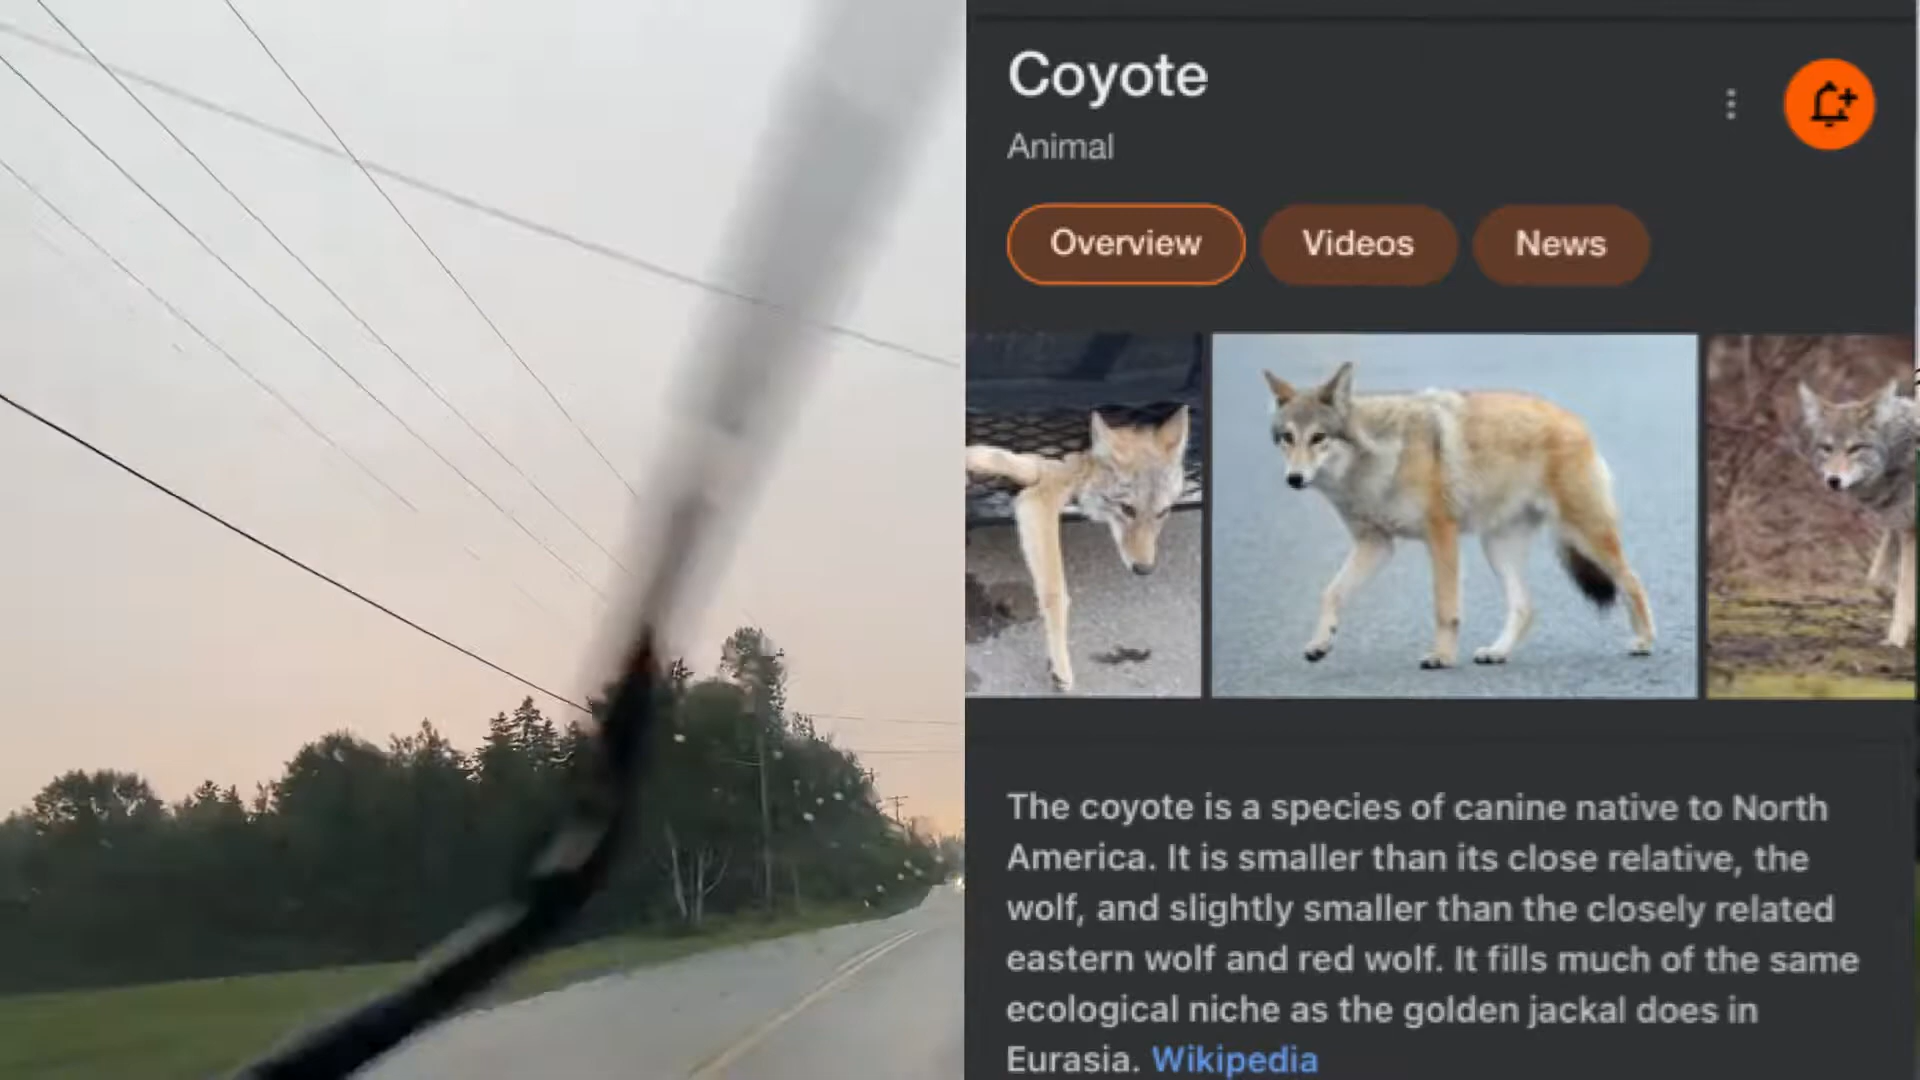 Coyote
Animal
Overview
Videos
News
The coyote is a species of canine native to North
America. It is smaller than its close relative, the
wolf, and slightly smaller than the closely related
eastern wolf and red wolf. It fills much of the same
ecological niche as the golden jackal does in
Eurasia. Wikipedia